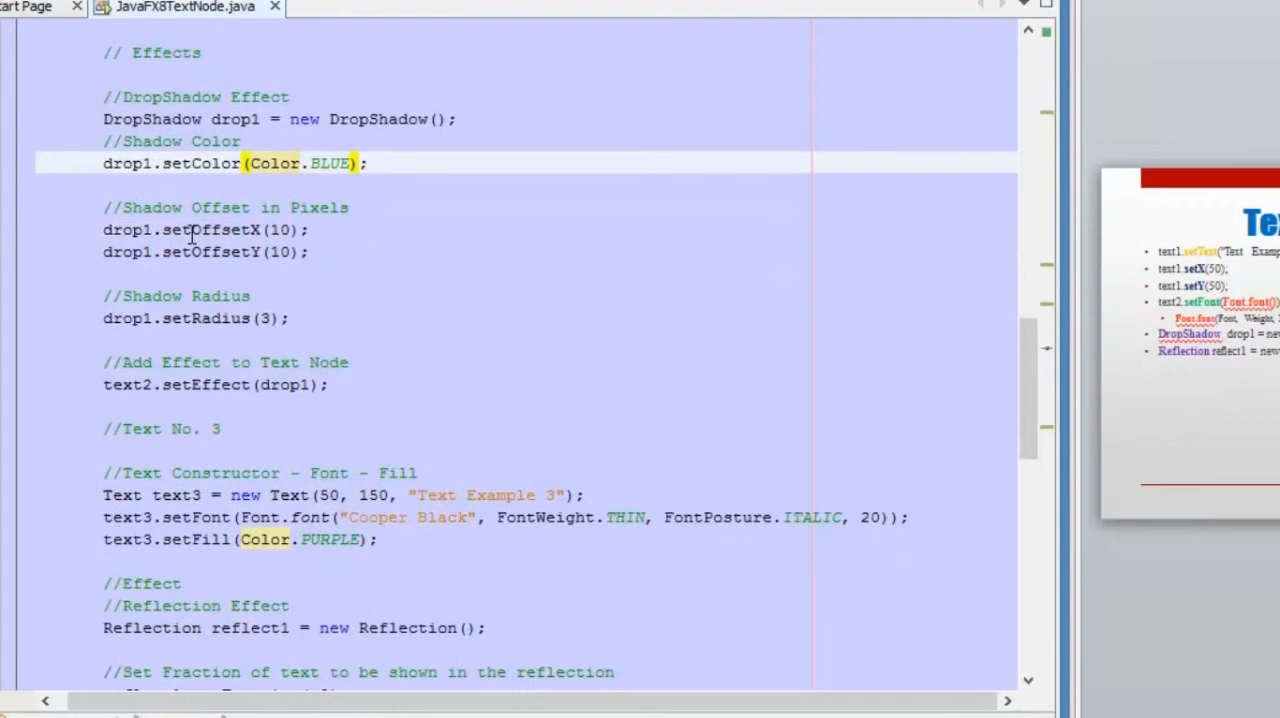 tart Page
JavaFX8TextNode.java
// Effects
//DropShadow Effect
DropShadow drop1 = new DropShadow();
//Shadow Color
drop1.setColor(Color.BLUE);
//Shadow Offset in Pixels
drop1.setOffsetX(10);
drop1.setOffsetY(10);
//Shadow Radius
drop1.setRadius(3);
//Add Effect to Text Node
text2.setEffect(drop1);
//Text No. 3
//Text Constructor - Font - Fill
Text text3 = new Text(50, 150, "Text Example 3");
text3.setFont(Font.font("Cooper Black", FontWeight.THIN, FontPosture.ITALIC, 20));
text3.setFill(Color.PURPLE);
//Effect
//Reflection Effect
Reflection reflect1 = new Reflection();
//Set Fraction of text to be shown in the reflection
Te
• text1.setText("Text Examp
• text1.setX(50);
• text1.setY(50);
• text2.setFont(Font.font())
• Font.font(Font, Weight,
• DropShadow drop1 = new
• Reflection reflect1 = new